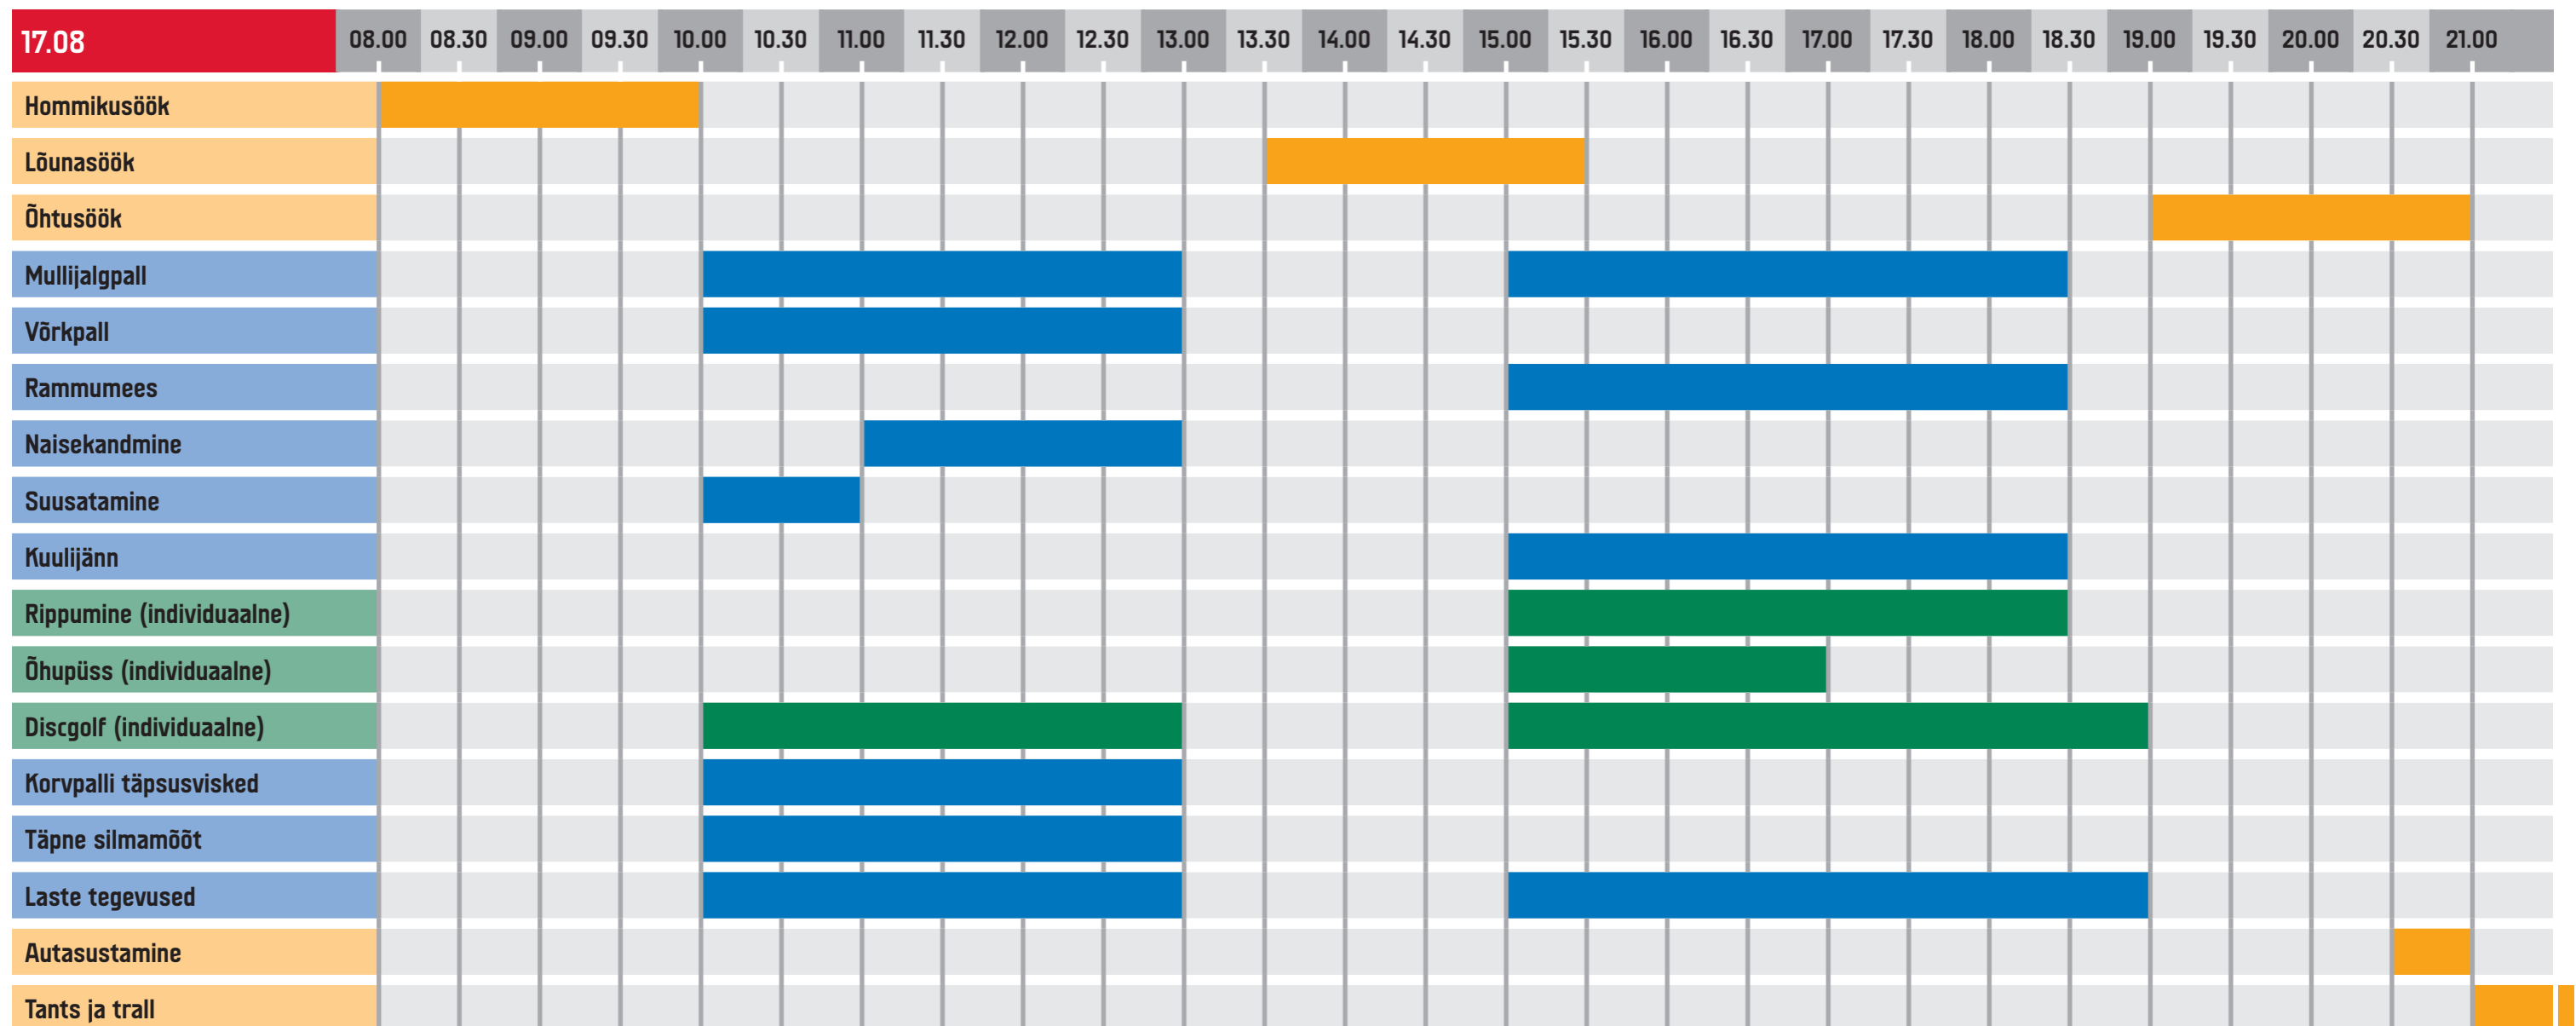 17.08 08.00 08.30 09.00 09.30 10.00 10.30 11.00 11.30 12.00 12.30 13.00 13.30 14.00 14.30 15.00 15.30 16.00 16.30 17.00 17.30 18.00 18.30 19.00 19.30 20.00 20.30 21.00
Hommikusöök
Lõunasöök
Õhtusöök
Mullijalgpall
Võrkpall
Rammumees
Naisekandmine
Suusatamine
Kuulijänn
Rippumine (individuaalne)
Õhupüss (individuaalne)
Discgolf (individuaalne)
Korvpalli täpsusvisked
Täpne silmamõõt
Laste tegevused
Autasustamine
Tants ja trall